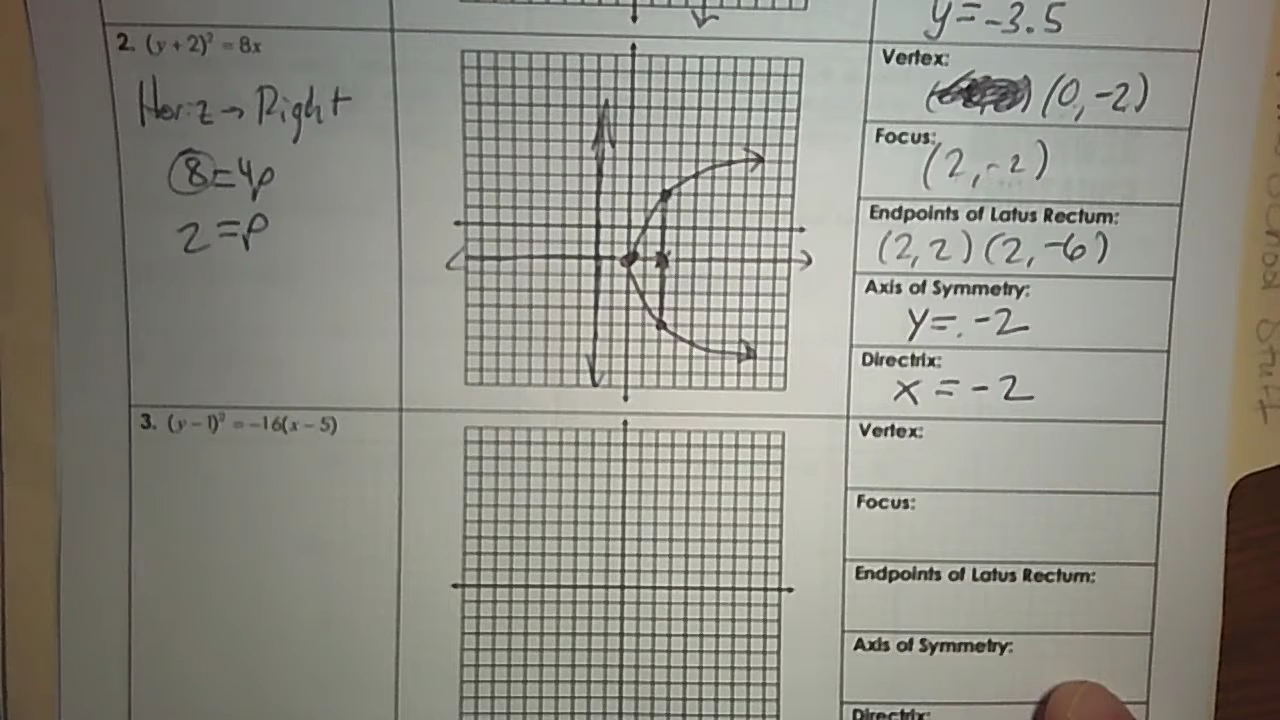 y = -3.5
2. (y + 2)² = 8x
Horiz → Right
8 = 4p
2 = p
Vertex:
(0, -2)
Focus:
(2, -2)
Endpoints of Latus Rectum:
(2, 2) (2, -6)
Axis of Symmetry:
y = -2
Directrix:
x = -2
3. (y – 1)² = –16(x – 5)
Vertex:
Focus:
Endpoints of Latus Rectum:
Axis of Symmetry:
Directrix: